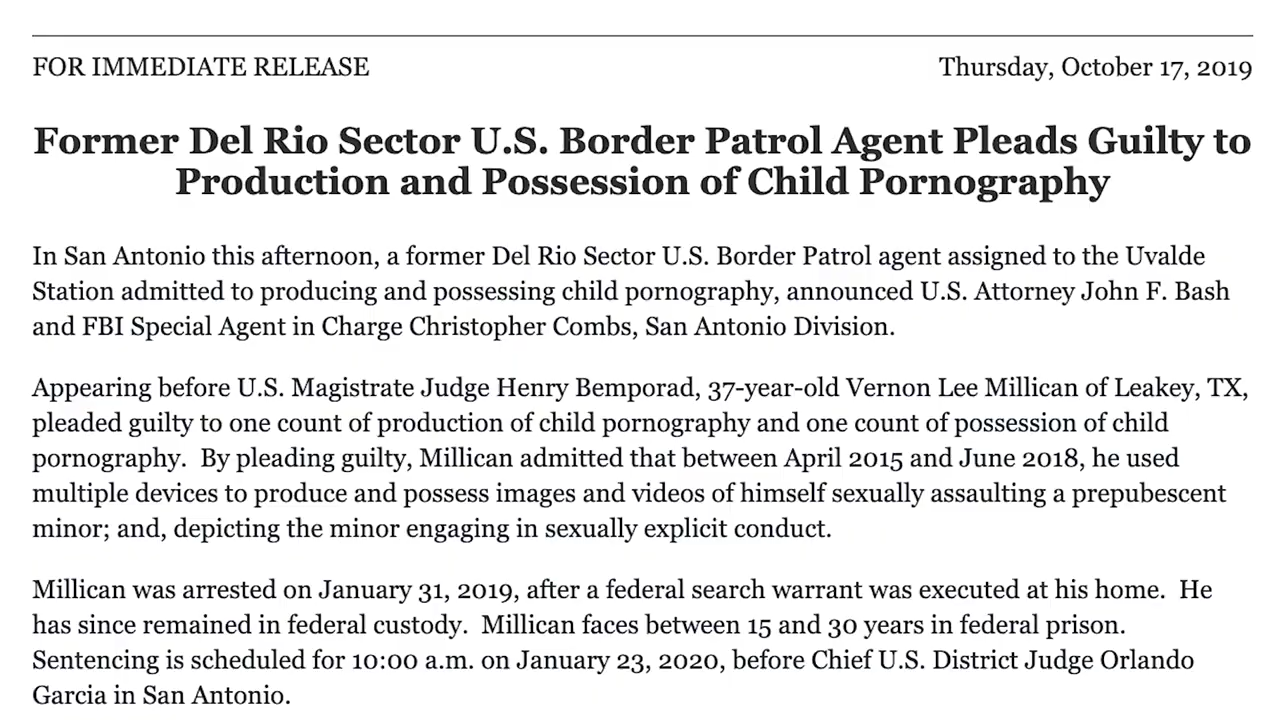 FOR IMMEDIATE RELEASE
Thursday, October 17, 2019
Former Del Rio Sector U.S. Border Patrol Agent Pleads Guilty to
Production and Possession of Child Pornography
In San Antonio this afternoon, a former Del Rio Sector U.S. Border Patrol agent assigned to the Uvalde
Station admitted to producing and possessing child pornography, announced U.S. Attorney John F. Bash
and FBI Special Agent in Charge Christopher Combs, San Antonio Division.
Appearing before U.S. Magistrate Judge Henry Bemporad, 37-year-old Vernon Lee Millican of Leakey, TX,
pleaded guilty to one count of production of child pornography and one count of possession of child
pornography.  By pleading guilty, Millican admitted that between April 2015 and June 2018, he used
multiple devices to produce and possess images and videos of himself sexually assaulting a prepubescent
minor; and, depicting the minor engaging in sexually explicit conduct.
Millican was arrested on January 31, 2019, after a federal search warrant was executed at his home.  He
has since remained in federal custody.  Millican faces between 15 and 30 years in federal prison.
Sentencing is scheduled for 10:00 a.m. on January 23, 2020, before Chief U.S. District Judge Orlando
Garcia in San Antonio.